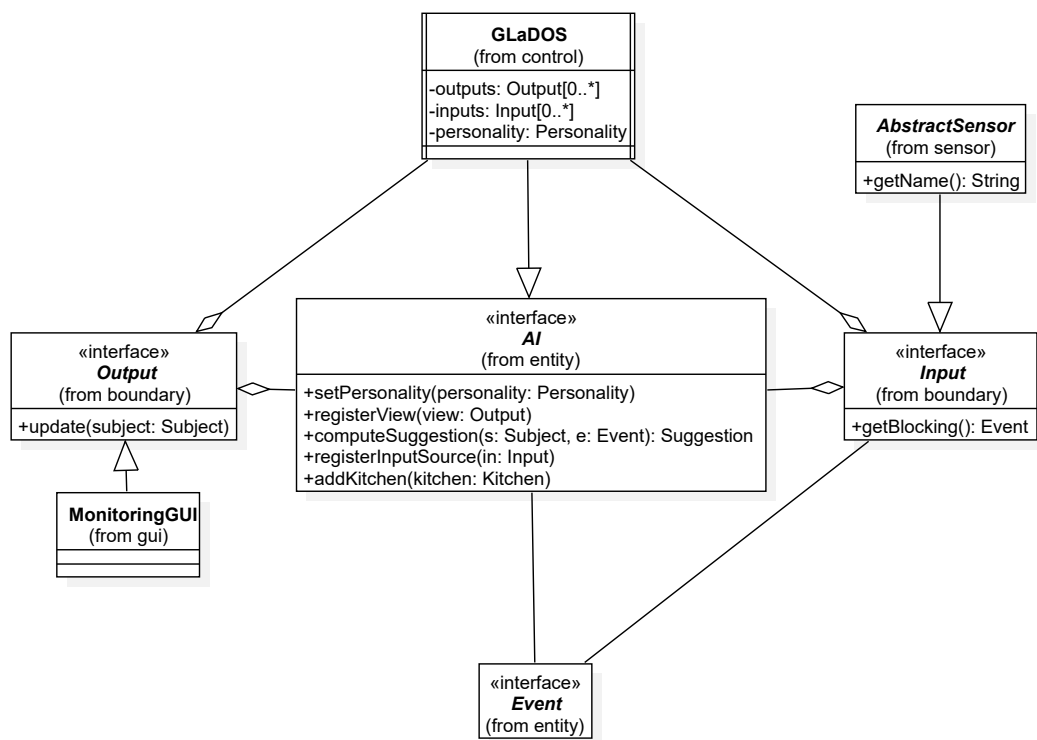 GLaDOS
(from control)
-outputs: Output[0..*]
-inputs: Input[0..*]
-personality: Personality
AbstractSensor
(from sensor)
+getName(): String
«interface»
Output
(from boundary)
+update(subject: Subject)
«interface»
AI
(from entity)
+setPersonality(personality: Personality)
+registerView(view: Output)
+computeSuggestion(s: Subject, e: Event): Suggestion
+registerInputSource(in: Input)
+addKitchen(kitchen: Kitchen)
«interface»
Input
(from boundary)
+getBlocking(): Event
MonitoringGUI
(from gui)
«interface»
Event
(from entity)